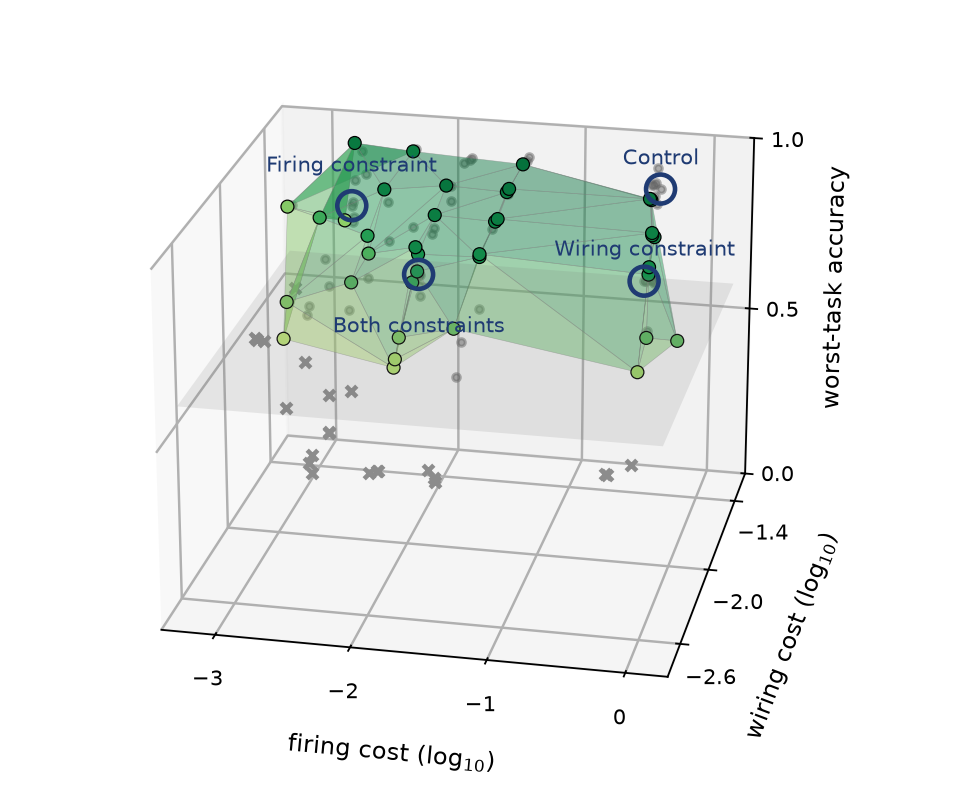 1.0
Control
Firing constraint
Wiring constraint
0.5
Both constraints
worst-task accuracy
0.0
−1.4
−2.0
−2.6
wiring cost (log₁₀)
−3
−2
−1
0
firing cost (log₁₀)